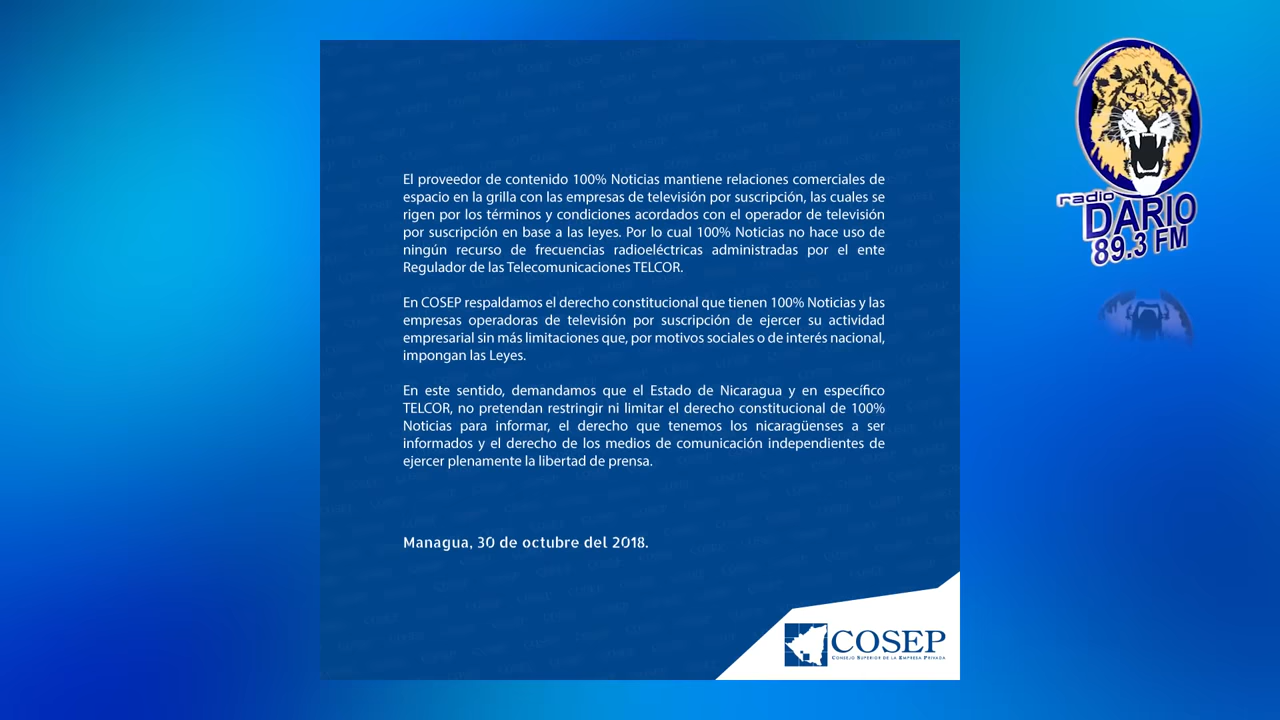 El proveedor de contenido 100% Noticias mantiene relaciones comerciales de
espacio en la grilla con las empresas de televisión por suscripción, las cuales se
rigen por los términos y condiciones acordados con el operador de televisión
por suscripción en base a las leyes. Por lo cual 100% Noticias no hace uso de
ningún recurso de frecuencias radioeléctricas administradas por el ente
Regulador de las Telecomunicaciones TELCOR.
En COSEP respaldamos el derecho constitucional que tienen 100% Noticias y las
empresas operadoras de televisión por suscripción de ejercer su actividad
empresarial sin más limitaciones que, por motivos sociales o de interés nacional,
impongan las Leyes.
En este sentido, demandamos que el Estado de Nicaragua y en específico
TELCOR, no pretendan restringir ni limitar el derecho constitucional de 100%
Noticias para informar, el derecho que tenemos los nicaragüenses a ser
informados y el derecho de los medios de comunicación independientes de
ejercer plenamente la libertad de prensa.
Managua, 30 de octubre del 2018.
COSEP
Consejo Superior de la Empresa Privada
radio
DARIO
89.3 FM